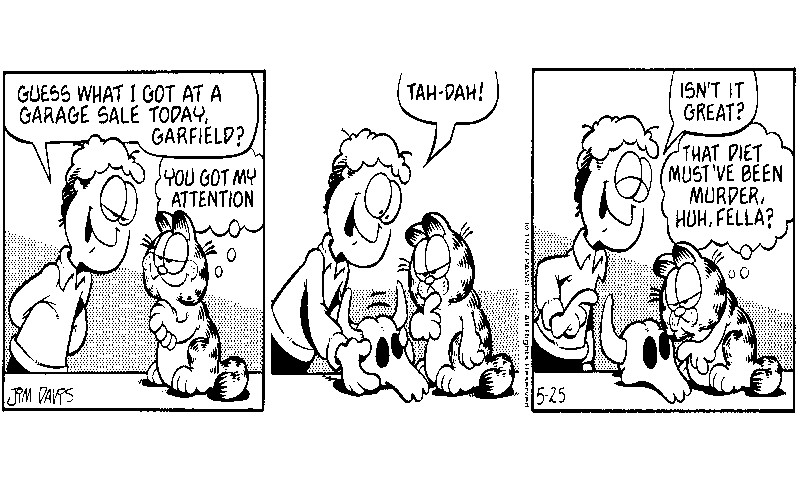 GUESS WHAT I GOT AT A
GARAGE SALE TODAY,
GARFIELD?
YOU GOT MY
ATTENTION
JIM DAVIS
TAH-DAH!
ISN'T IT
GREAT?
THAT DIET
MUST'VE BEEN
MURDER,
HUH, FELLA?
5-25